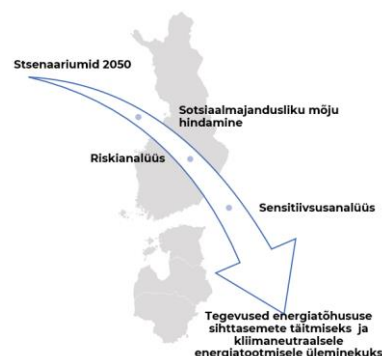 Stsenaariumid 2050
Sotsiaalmajandusliku mõju
hindamine
Riskianalüüs
Sensitiivsusanalüüs
Tegevused energiatõhususe
sihttasemete täitmiseks ja
kliimaneutraalsele
energiatootmisele üleminekuks